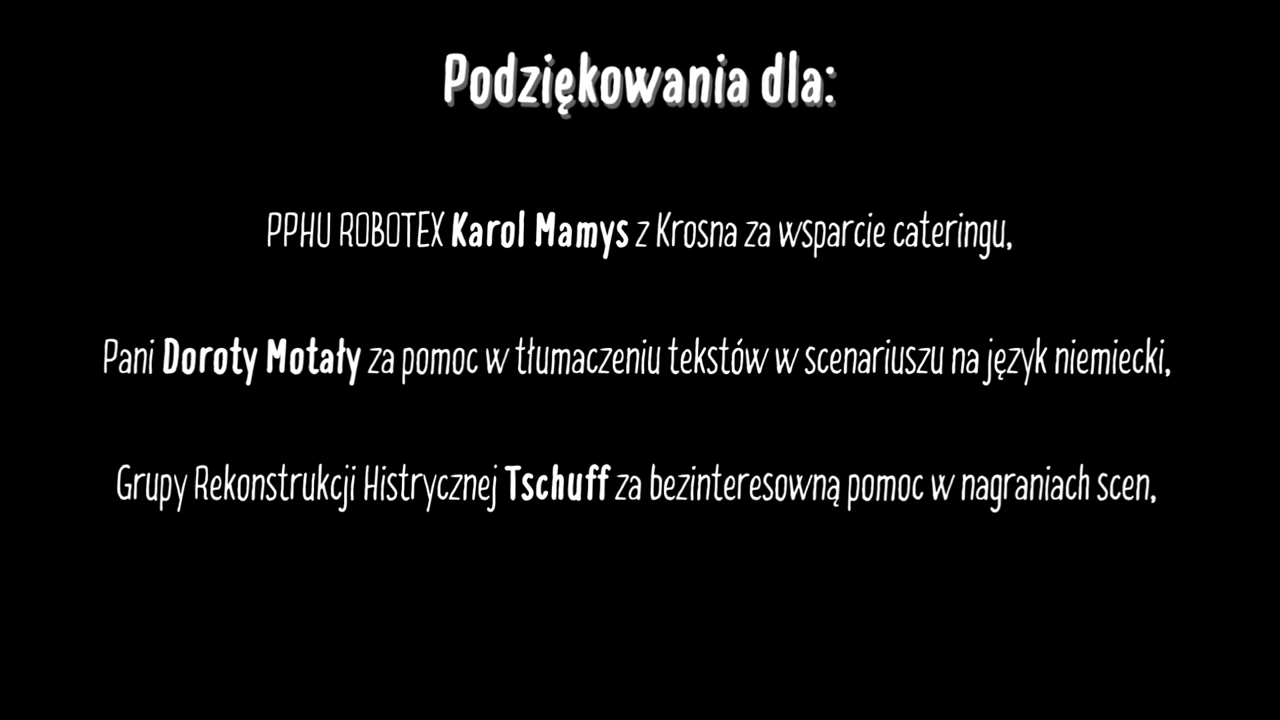 Podziękowania dla:
PPHU ROBOTEX Karol Mamys z Krosna za wsparcie cateringu,
Pani Doroty Motały za pomoc w tłumaczeniu tekstów w scenariuszu na język niemiecki,
Grupy Rekonstrukcji Histrycznej Tschuff za bezinteresowną pomoc w nagraniach scen,